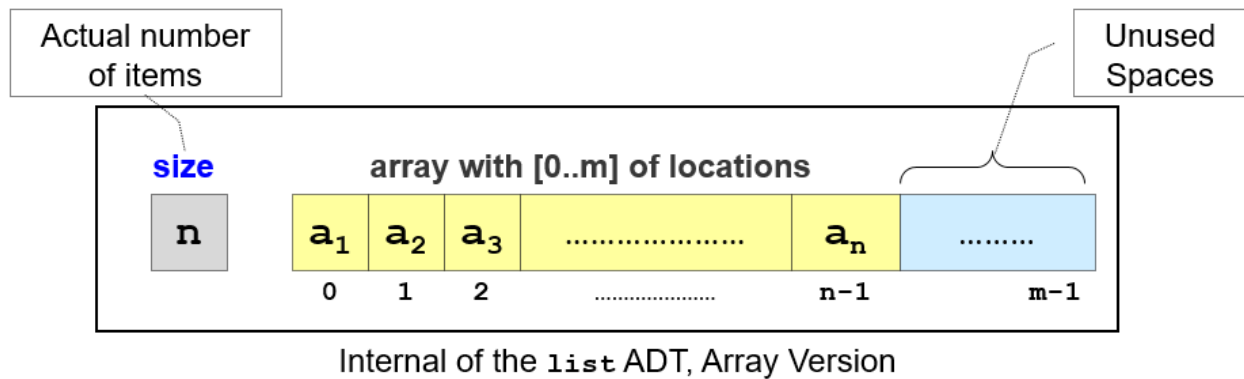 Actual number
of items
Unused
Spaces
size
array with [0..m] of locations
n
a₁ a₂ a₃ ..................... aₙ .........
0 1 2 ..................... n-1 m-1
Internal of the list ADT, Array Version